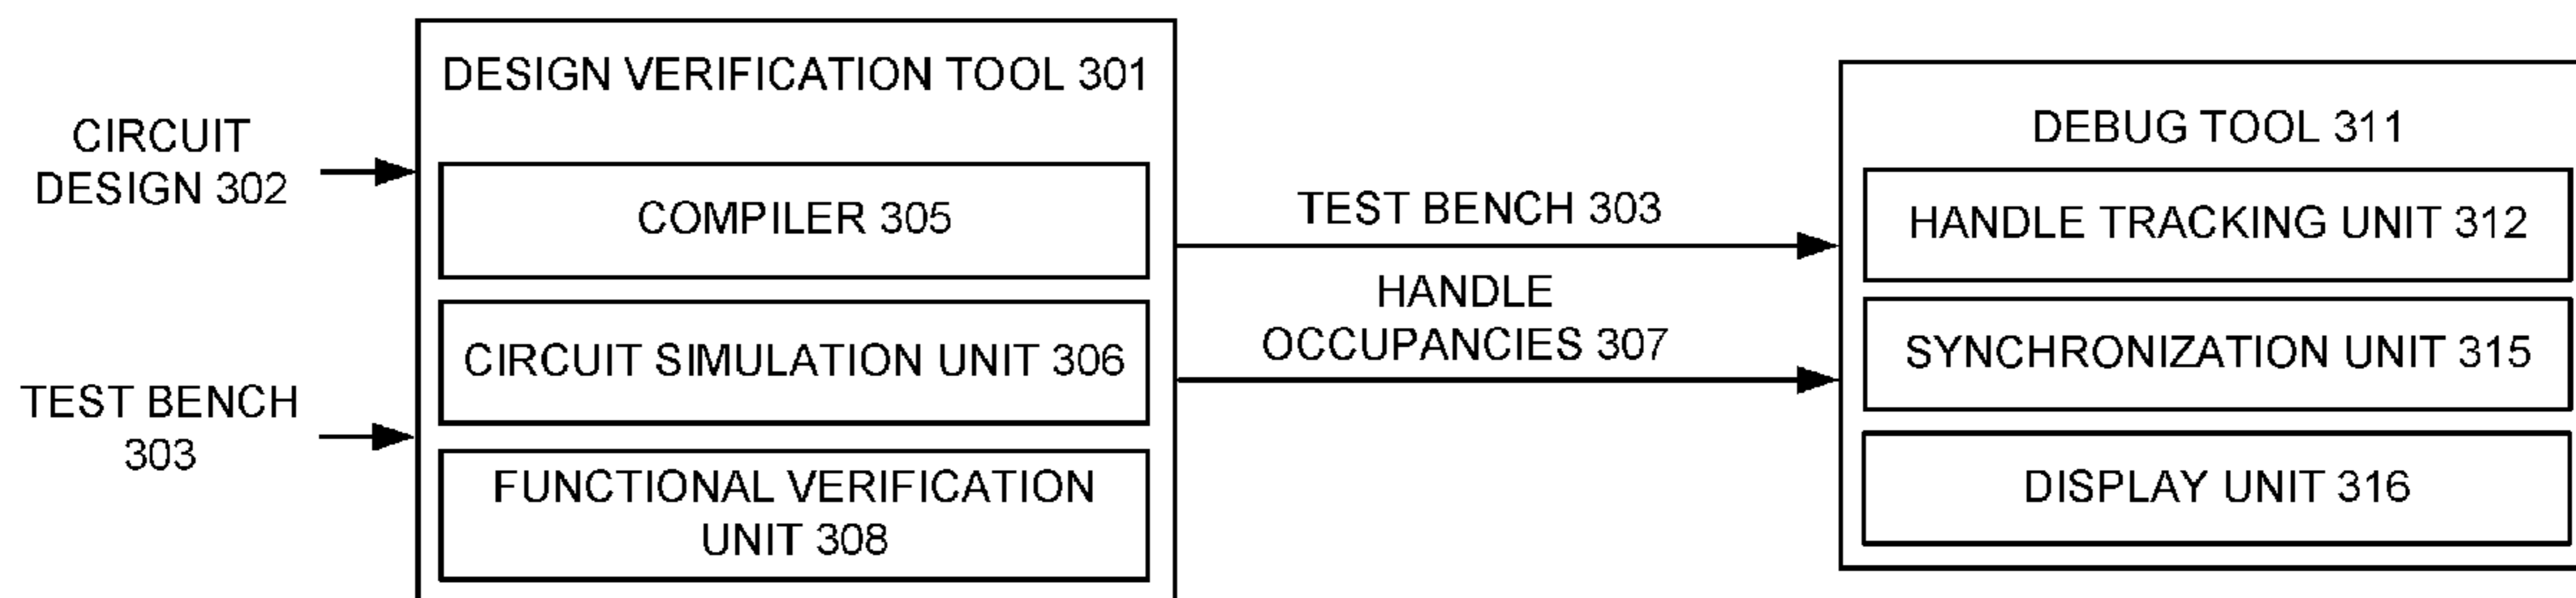 CIRCUIT
DESIGN 302
TEST BENCH
303
DESIGN VERIFICATION TOOL 301
COMPILER 305
CIRCUIT SIMULATION UNIT 306
FUNCTIONAL VERIFICATION
UNIT 308
TEST BENCH 303
HANDLE
OCCUPANCIES 307
DEBUG TOOL 311
HANDLE TRACKING UNIT 312
SYNCHRONIZATION UNIT 315
DISPLAY UNIT 316